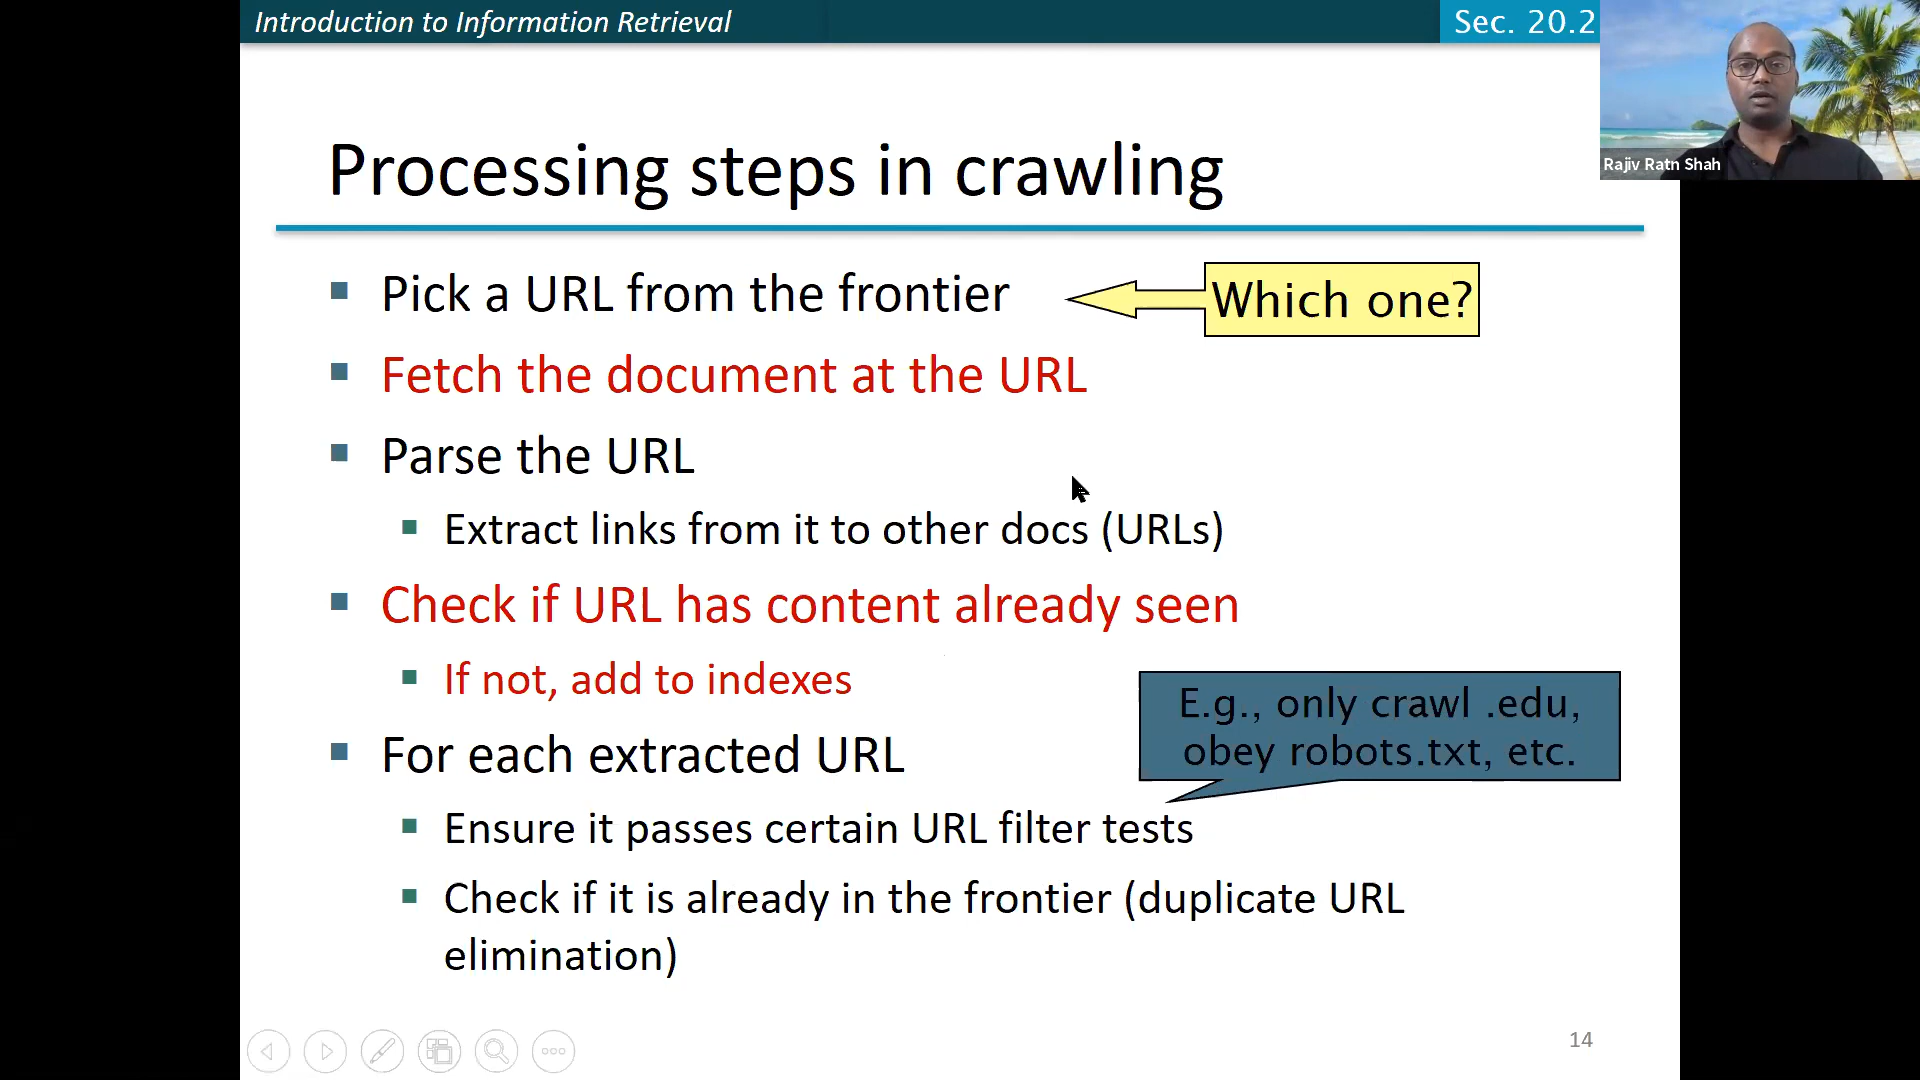 Introduction to Information Retrieval
Sec. 20.2
Rajiv Ratn Shah
Processing steps in crawling
Pick a URL from the frontier
Which one?
Fetch the document at the URL
Parse the URL
Extract links from it to other docs (URLs)
Check if URL has content already seen
If not, add to indexes
E.g., only crawl .edu,
obey robots.txt, etc.
For each extracted URL
Ensure it passes certain URL filter tests
Check if it is already in the frontier (duplicate URL
elimination)
14